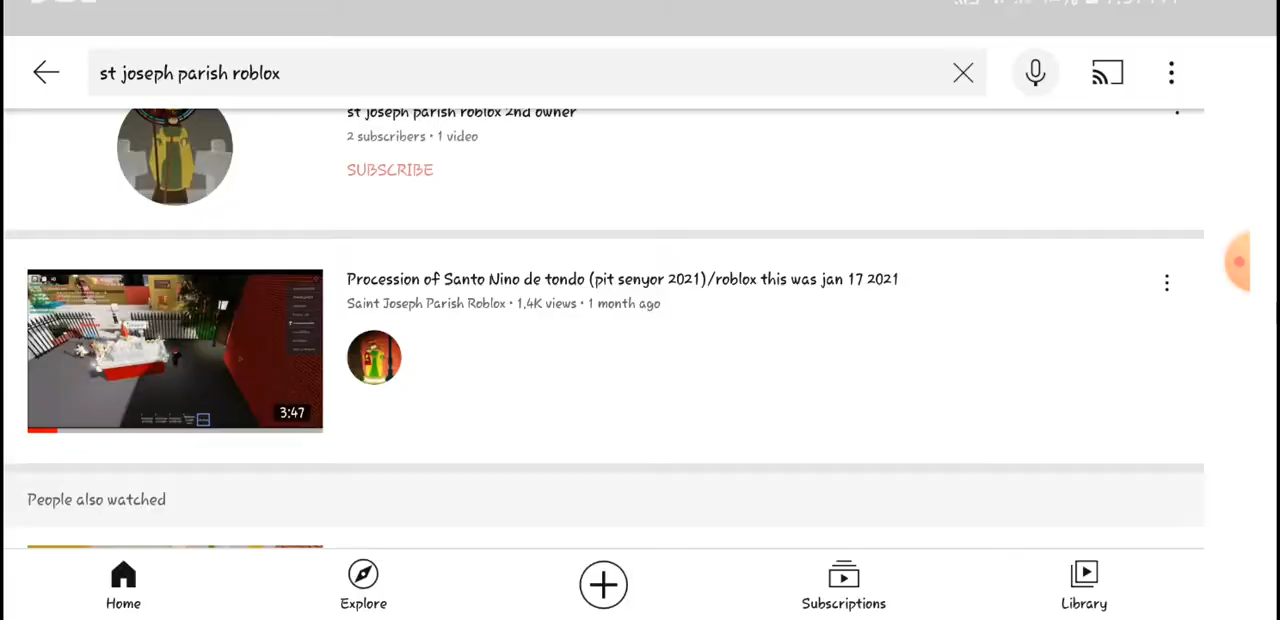 st joseph parish roblox
st joseph parish roblox 2nd owner
2 subscribers • 1 video
SUBSCRIBE
Procession of Santo Nino de tondo (pit senyor 2021)/roblox this was jan 17 2021
Saint Joseph Parish Roblox • 1.4K views • 1 month ago
3:47
People also watched
Home
Explore
Subscriptions
Library